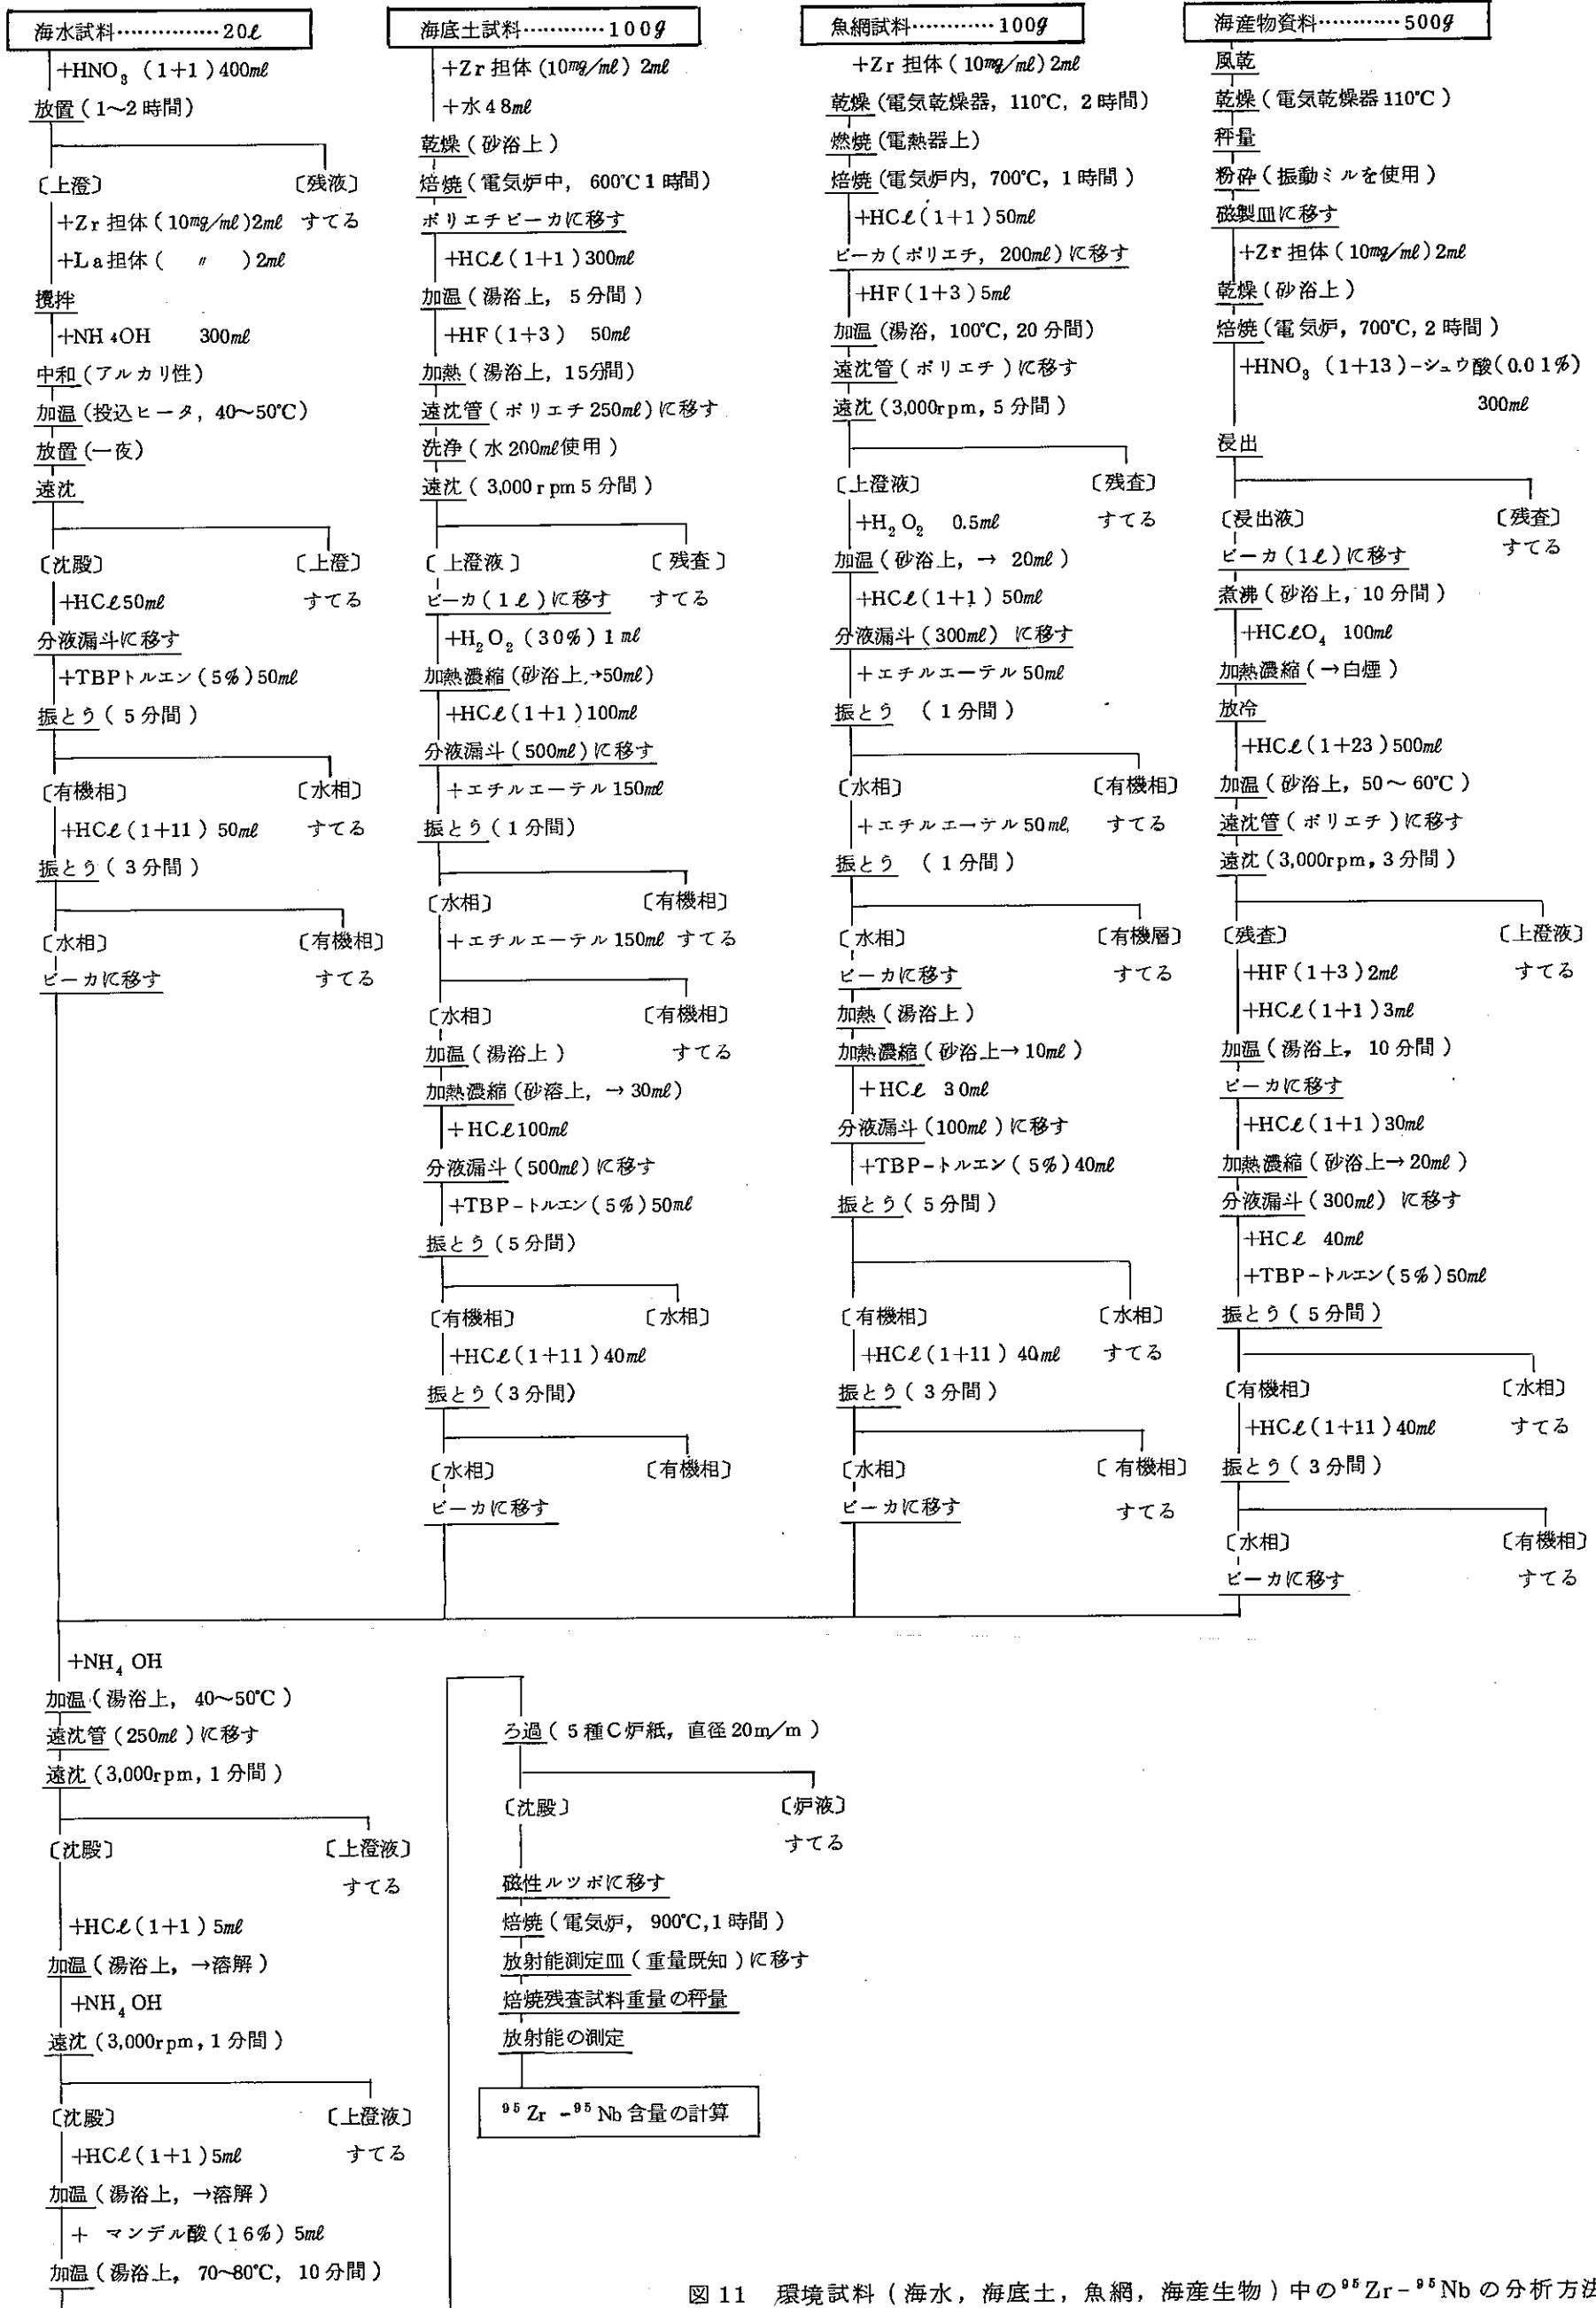 海水試料……………20ℓ
+HNO₃ (1+1)400mℓ
放置(1~2時間)
〔上澄〕 〔残液〕
+Zr担体(10mg/mℓ)2mℓ すてる
+La担体( 〃 )2mℓ
攪拌
+NH₄OH 300mℓ
中和(アルカリ性)
加温(投込ヒータ, 40~50℃)
放置(一夜)
遠沈
〔沈殿〕 〔上澄〕
+HCℓ50mℓ すてる
分液漏斗に移す
+TBPトルエン(5%)50mℓ
振とう(5分間)
〔有機相〕 〔水相〕
+HCℓ(1+11) 50mℓ すてる
振とう(3分間)
〔水相〕 〔有機相〕
ビーカに移す すてる
海底土試料…………100g
+Zr担体(10mg/mℓ) 2mℓ
+水48mℓ
乾燥(砂浴上)
焙焼(電気炉中, 600℃1時間)
ポリエチビーカに移す
+HCℓ(1+1)300mℓ
加温(湯浴上, 5分間)
+HF(1+3) 50mℓ
加熱(湯浴上, 15分間)
遠沈管(ポリエチ250mℓ)に移す
洗浄(水200mℓ使用)
遠沈(3,000rpm5分間)
〔上澄液〕 〔残査〕
ビーカ(1ℓ)に移す すてる
+H₂O₂(30%)1mℓ
加熱濃縮(砂浴上,→50mℓ)
+HCℓ(1+1)100mℓ
分液漏斗(500mℓ)に移す
+エチルエーテル150mℓ
振とう(1分間)
〔水相〕 〔有機相〕
+エチルエーテル150mℓ すてる
〔水相〕 〔有機相〕
加温(湯浴上) すてる
加熱濃縮(砂溶上, →30mℓ)
+HCℓ100mℓ
分液漏斗(500mℓ)に移す
+TBP-トルエン(5%)50mℓ
振とう(5分間)
〔有機相〕 〔水相〕
+HCℓ(1+11)40mℓ
振とう(3分間)
〔水相〕 〔有機相〕
ビーカに移す
魚網試料…………100g
+Zr担体(10mg/mℓ)2mℓ
乾燥(電気乾燥器, 110℃, 2時間)
燃焼(電熱器上)
焙焼(電気炉内, 700℃, 1時間)
+HCℓ(1+1)50mℓ
ビーカ(ポリエチ, 200mℓ)に移す
+HF(1+3)5mℓ
加温(湯浴, 100℃, 20分間)
遠沈管(ポリエチ)に移す
遠沈(3,000rpm, 5分間)
〔上澄液〕 〔残査〕
+H₂O₂ 0.5mℓ すてる
加温(砂浴上, → 20mℓ)
+HCℓ(1+1) 50mℓ
分液漏斗(300mℓ) に移す
+エチルエーテル50mℓ
振とう (1分間)
〔水相〕 〔有機相〕
+エチルエーテル50mℓ すてる
振とう (1分間)
〔水相〕 〔有機層〕
ビーカに移す すてる
加熱(湯浴上)
加熱濃縮(砂浴上→10mℓ)
+HCℓ 30mℓ
分液漏斗(100mℓ)に移す
+TBP-トルエン(5%)40mℓ
振とう(5分間)
〔有機相〕 〔水相〕
+HCℓ(1+11) 40mℓ すてる
振とう(3分間)
〔水相〕 〔有機相〕
ビーカに移す すてる
海産物資料…………500g
風乾
乾燥(電気乾燥器110℃)
秤量
粉砕(振動ミルを使用)
磁製皿に移す
+Zr担体(10mg/mℓ)2mℓ
乾燥(砂浴上)
焙焼(電気炉, 700℃, 2時間)
+HNO₃ (1+13)-シュウ酸(0.01%)
300mℓ
浸出
〔浸出液〕 〔残査〕
ビーカ(1ℓ)に移す すてる
煮沸(砂浴上, 10分間)
+HCℓO₄ 100mℓ
加熱濃縮(→白煙)
放冷
+HCℓ(1+23)500mℓ
加温(砂浴上, 50~60℃)
遠沈管(ポリエチ)に移す
遠沈(3,000rpm, 3分間)
〔残査〕 〔上澄液〕
+HF(1+3)2mℓ すてる
+HCℓ(1+1)3mℓ
加温(湯浴上, 10分間)
ビーカに移す
+HCℓ(1+1)30mℓ
加熱濃縮(砂浴上→20mℓ)
分液漏斗(300mℓ) に移す
+HCℓ 40mℓ
+TBP-トルエン(5%)50mℓ
振とう(5分間)
〔有機相〕 〔水相〕
+HCℓ(1+11)40mℓ すてる
振とう(3分間)
〔水相〕 〔有機相〕
ビーカに移す すてる
+NH₄OH
加温(湯浴上, 40~50℃)
遠沈管(250mℓ)に移す
遠沈(3,000rpm, 1分間)
〔沈殿〕 〔上澄液〕
すてる
+HCℓ(1+1)5mℓ
加温(湯浴上, →溶解)
+NH₄OH
遠沈(3,000rpm, 1分間)
〔沈殿〕 〔上澄液〕
+HCℓ(1+1)5mℓ すてる
加温(湯浴上, →溶解)
+ マンデル酸(16%) 5mℓ
加温(湯浴上, 70~80℃, 10分間)
ろ過(5種C炉紙, 直径20m/m)
〔沈殿〕 〔炉液〕
すてる
磁性ルツボに移す
焙焼(電気炉, 900℃,1時間)
放射能測定皿(重量既知)に移す
焙焼残査試料重量の秤量
放射能の測定
⁹⁵Zr -⁹⁵Nb含量の計算
図11 環境試料(海水, 海底土, 魚網, 海産生物)中の⁹⁵Zr-⁹⁵Nbの分析方法